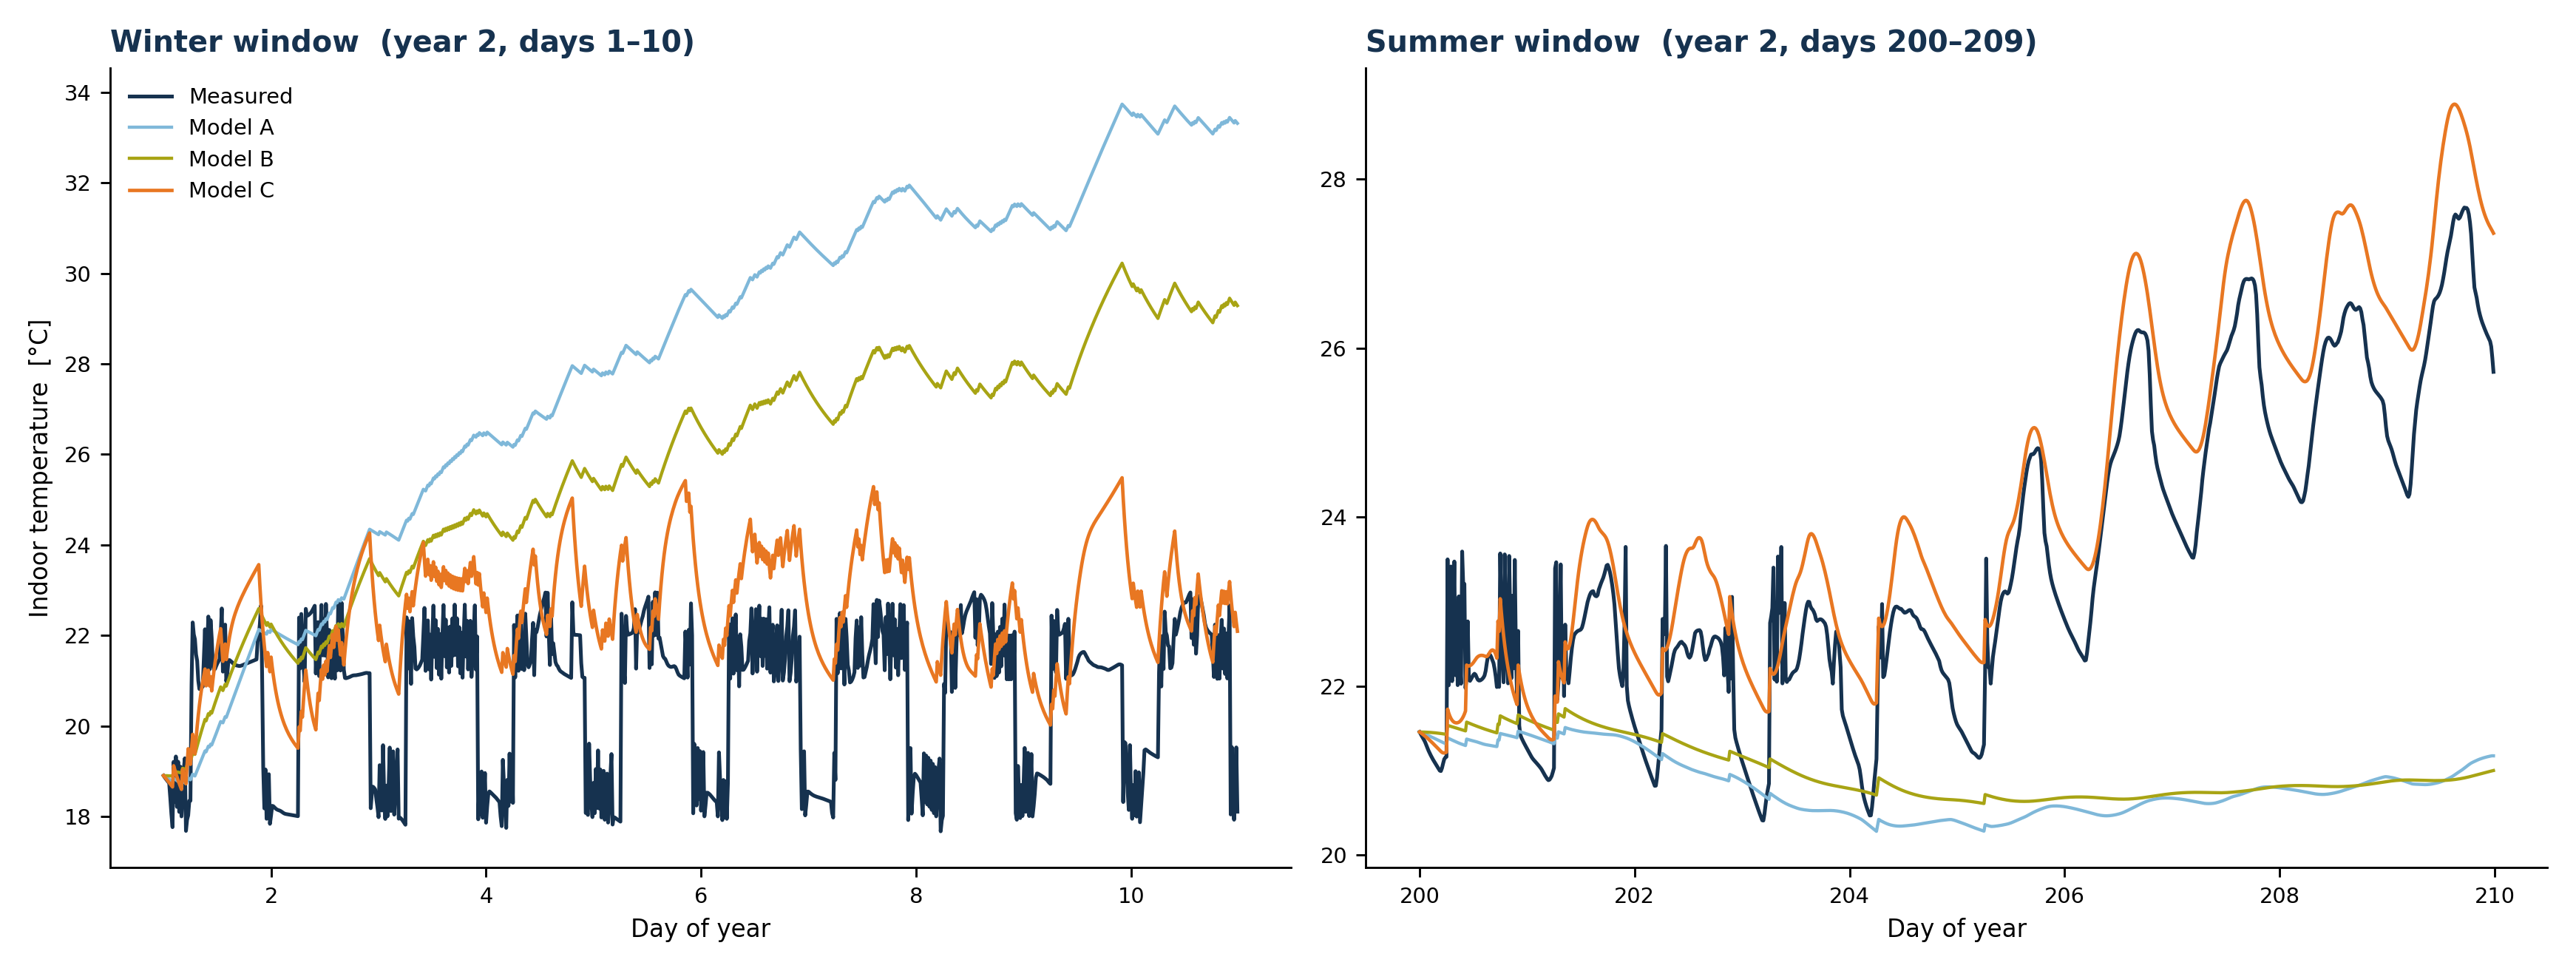 Winter window (year 2, days 1–10)
Indoor temperature [°C]
34
32
30
28
26
24
22
20
18
Measured
Model A
Model B
Model C
2
4
6
8
10
Day of year
Summer window (year 2, days 200–209)
28
26
24
22
20
200
202
204
206
208
210
Day of year